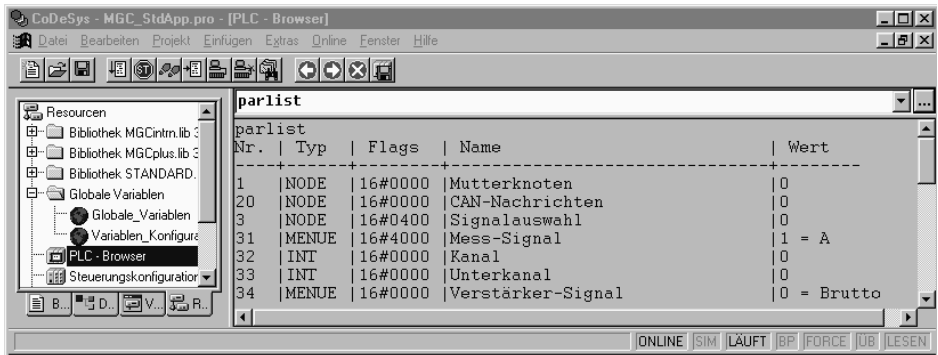 CoDeSys - MGC_StdApp.pro - [PLC - Browser]
Datei Bearbeiten Projekt Einfügen Extras Online Fenster Hilfe
parlist
...
Resourcen
Bibliothek MGCintrn.lib 3
Bibliothek MGCplus.lib 3
Bibliothek STANDARD.
Globale Variablen
Globale_Variablen
Variablen_Konfigura
PLC - Browser
Steuerungskonfiguration
B... D.. V... R..
parlist
Nr. | Typ | Flags | Name | Wert
----+------+--------+---------------------------+-------
1 |NODE |16#0000 |Mutterknoten |0
20 |NODE |16#0000 |CAN-Nachrichten |0
3 |NODE |16#0400 |Signalauswahl |0
31 |MENUE |16#4000 |Mess-Signal |1 = A
32 |INT |16#0000 |Kanal |0
33 |INT |16#0000 |Unterkanal |0
34 |MENUE |16#0000 |Verstärker-Signal |0 = Brutto
ONLINE SIM LÄUFT BP FORCE ÜB LESEN